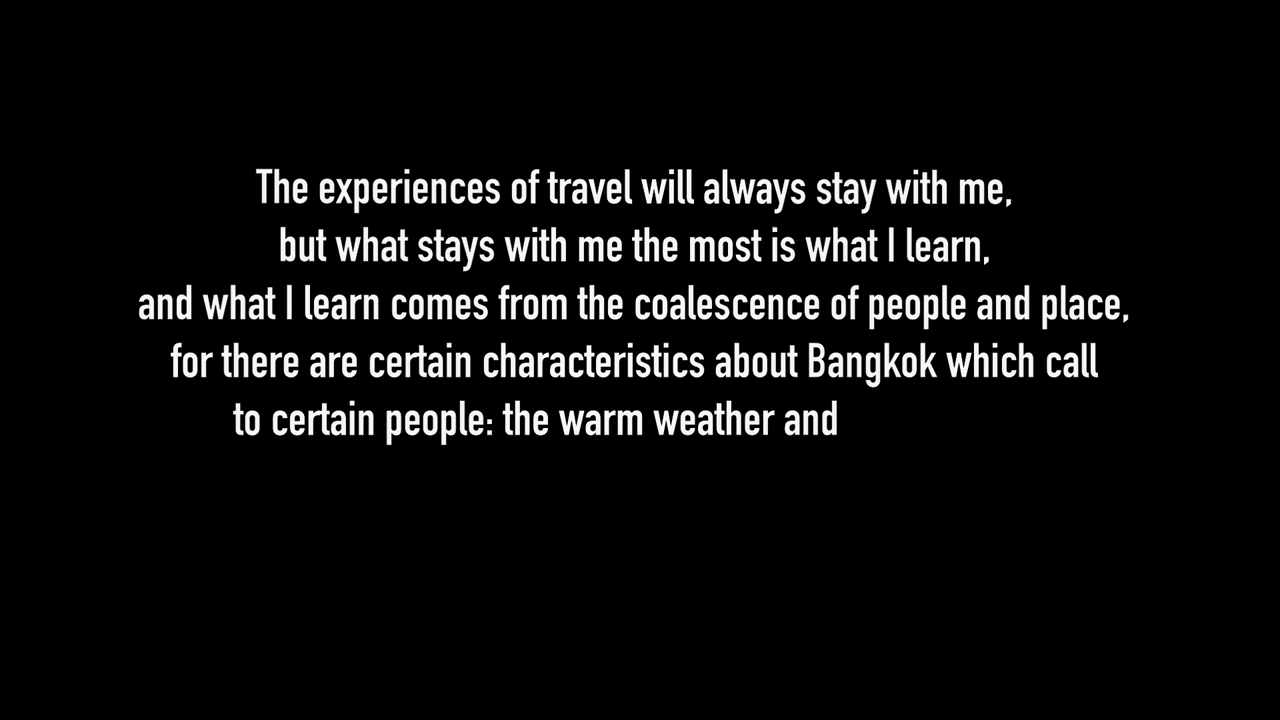 The experiences of travel will always stay with me,
but what stays with me the most is what I learn,
and what I learn comes from the coalescence of people and place,
for there are certain characteristics about Bangkok which call
to certain people: the warm weather and